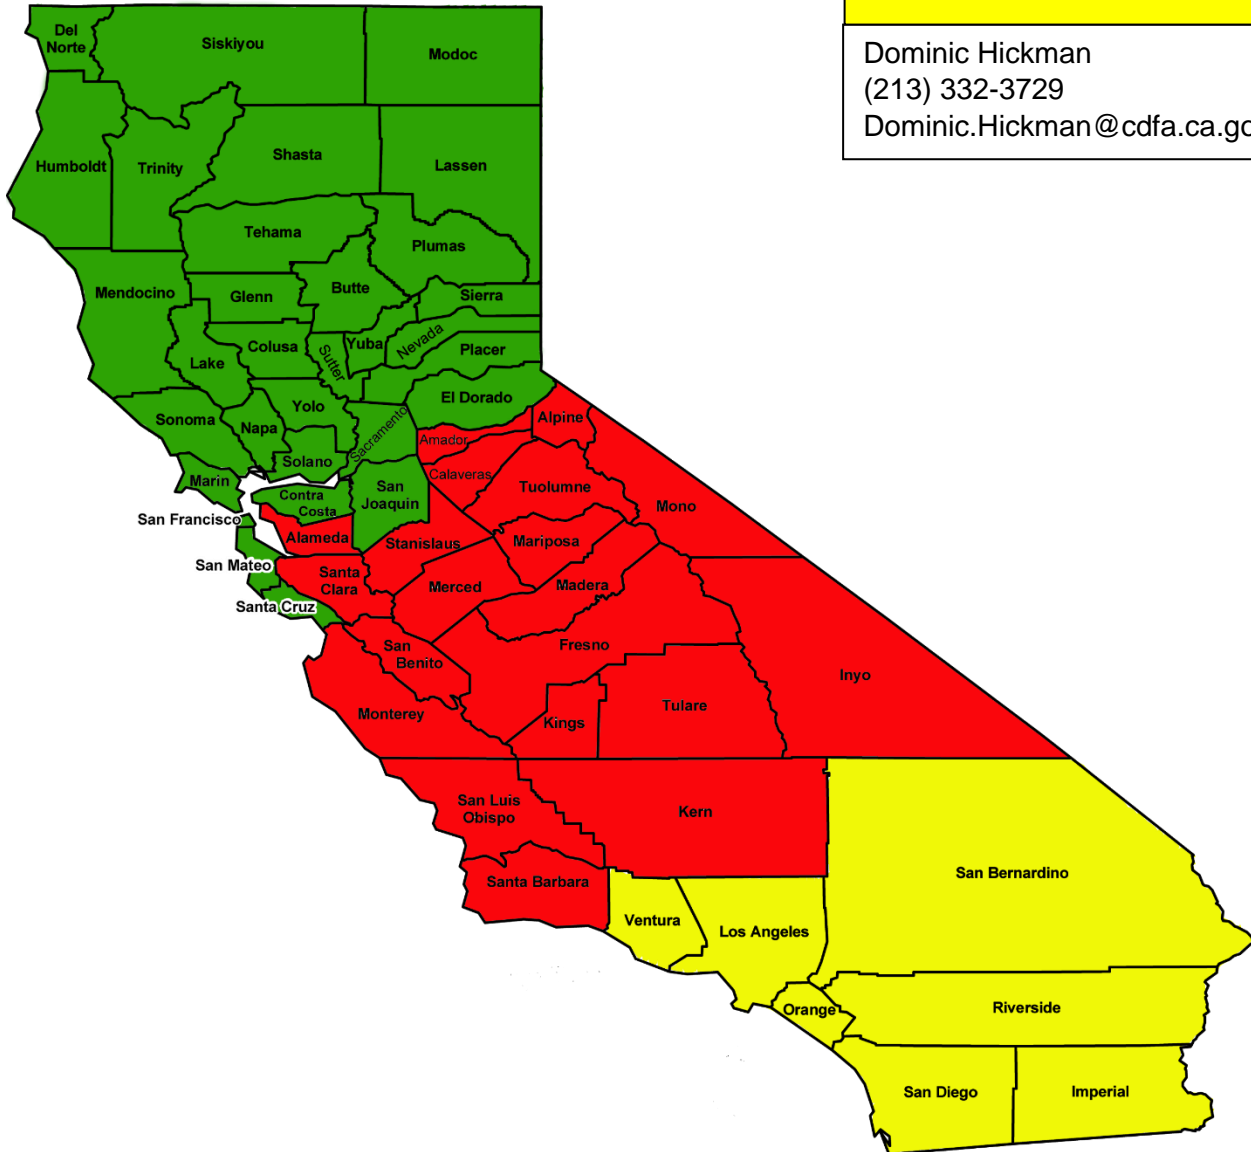 Dominic Hickman
(213) 332-3729
Dominic.Hickman@cdfa.ca.go
Del
Norte
Siskiyou
Modoc
Humboldt
Trinity
Shasta
Lassen
Tehama
Plumas
Mendocino
Glenn
Butte
Sierra
Lake
Colusa
Sutter
Yuba
Nevada
Placer
Sonoma
Napa
Yolo
Sacramento
El Dorado
Marin
Solano
Amador
Alpine
Calaveras
San Francisco
Contra
Costa
San
Joaquin
Tuolumne
Mono
Alameda
Stanislaus
Mariposa
San Mateo
Santa
Clara
Merced
Madera
Santa Cruz
San
Benito
Fresno
Inyo
Monterey
Kings
Tulare
San Luis
Obispo
Kern
Santa Barbara
San Bernardino
Ventura
Los Angeles
Orange
Riverside
San Diego
Imperial